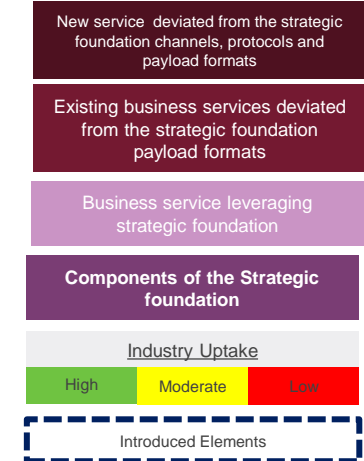 New service deviated from the strategic
foundation channels, protocols and
payload formats
Existing business services deviated
from the strategic foundation
payload formats
Business service leveraging
strategic foundation
Components of the Strategic
foundation
Industry Uptake
High Moderate Low
Introduced Elements